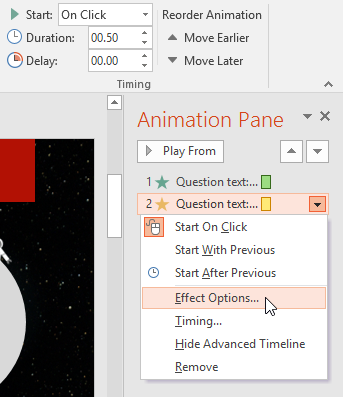 Start: On Click
Reorder Animation
Duration: 00.50
Move Earlier
Delay: 00.00
Move Later
Timing
Animation Pane
Play From
1 Question text:...
2 Question text:...
Start On Click
Start With Previous
Start After Previous
Effect Options...
Timing...
Hide Advanced Timeline
Remove